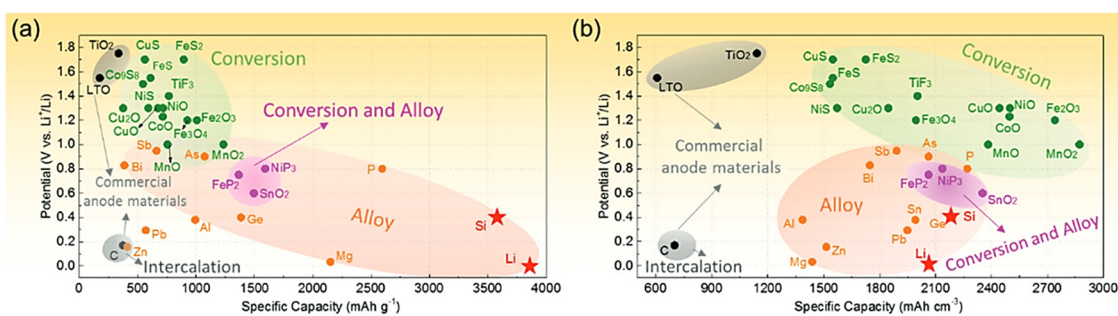 (a)
Potential (V vs. Li⁺/Li)
1.8
1.6
1.4
1.2
1.0
0.8
0.6
0.4
0.2
0.0
TiO₂
CuS
FeS₂
Conversion
Co₉S₈
FeS
LTO
TiF₃
NiS
NiO
Cu₂O
CuO
CoO
Fe₂O₃
Fe₃O₄
Sb
As
MnO
MnO₂
Conversion and Alloy
Bi
Commercial
anode materials
FeP₂
NiP₃
SnO₂
P
Alloy
Pb
Al
Ge
Si
C
Zn
Intercalation
Mg
Li
0
500
1000
1500
2000
2500
3000
3500
4000
Specific Capacity (mAh g⁻¹)
(b)
Potential (V vs. Li⁺/Li)
1.8
1.6
1.4
1.2
1.0
0.8
0.6
0.4
0.2
0.0
TiO₂
LTO
CuS
FeS₂
Conversion
FeS
Co₉S₈
TiF₃
NiS
Cu₂O
Fe₃O₄
CuO
NiO
CoO
Fe₂O₃
MnO
MnO₂
Commercial
anode materials
Sb
As
P
Bi
FeP₂
NiP₃
SnO₂
Alloy
Al
Sn
Ge
Si
Pb
Zn
Mg
Li
Conversion and Alloy
C
Intercalation
600
900
1200
1500
1800
2100
2400
2700
3000
Specific Capacity (mAh cm⁻³)